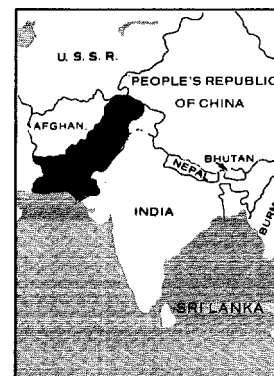 U. S. S. R.
PEOPLE'S REPUBLIC
OF CHINA
AFGHAN.
BHUTAN
NEPAL
INDIA
BURMA
SRI LANKA